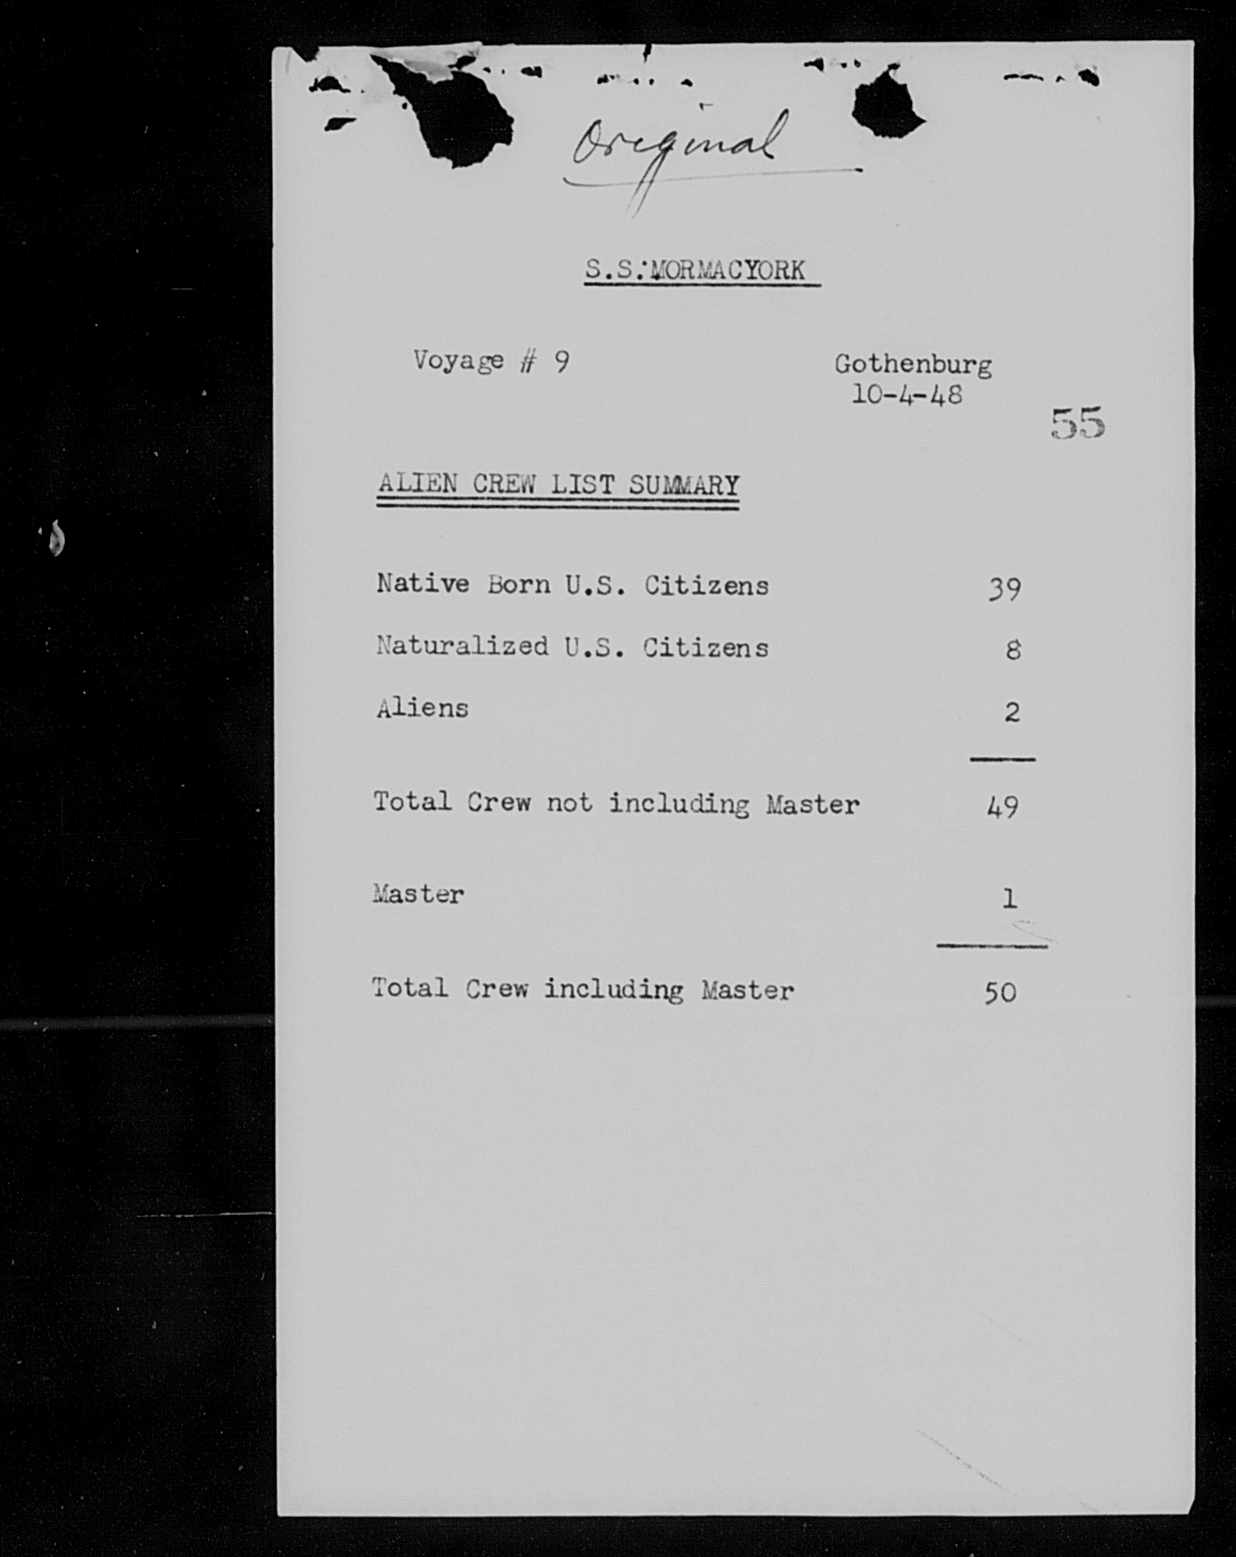 Original
S.S. MORMACYORK
Voyage # 9 Gothenburg
10-4-48
55
ALIEN CREW LIST SUMMARY
Native Born U.S. Citizens 39
Naturalized U.S. Citizens 8
Aliens 2
Total Crew not including Master 49
Master 1
Total Crew including Master 50